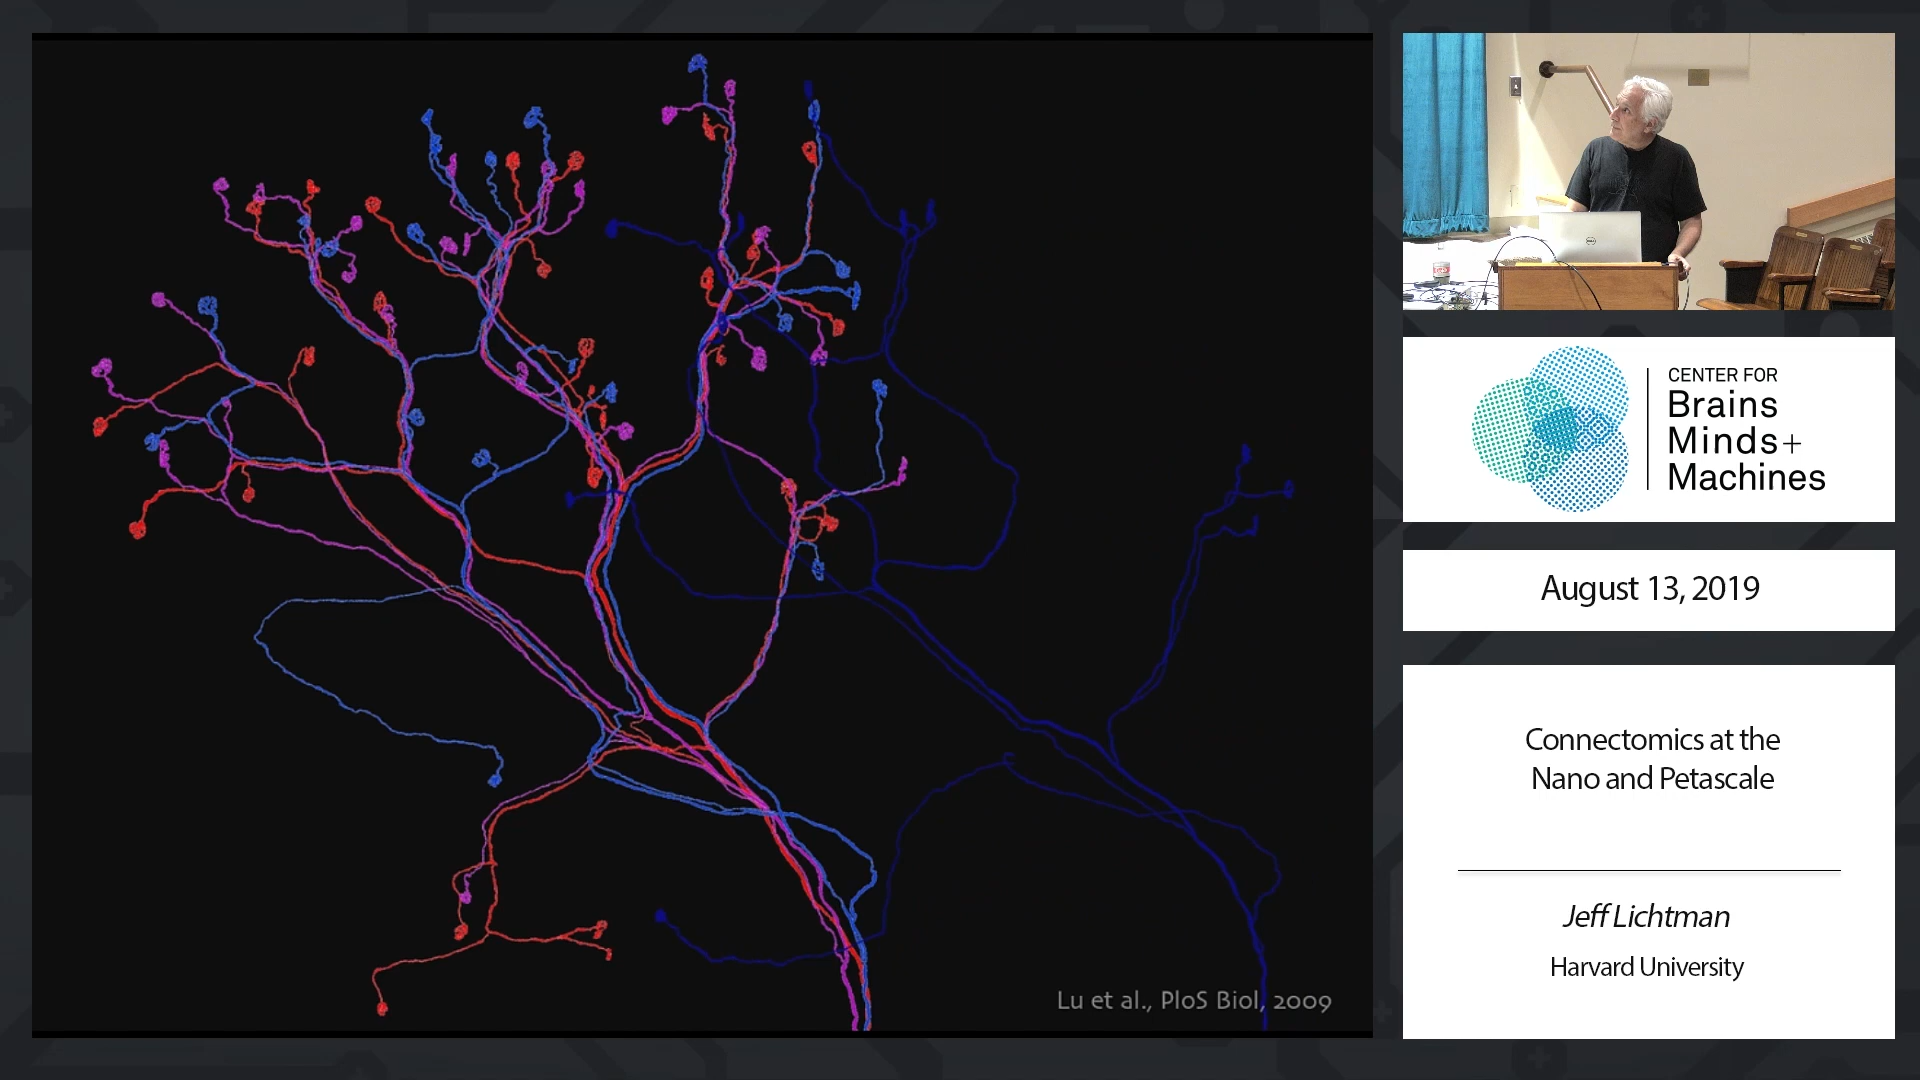 Lu et al., PloS Biol, 2009
CENTER FOR
Brains
Minds+
Machines
August 13, 2019
Connectomics at the
Nano and Petascale
Jeff Lichtman
Harvard University